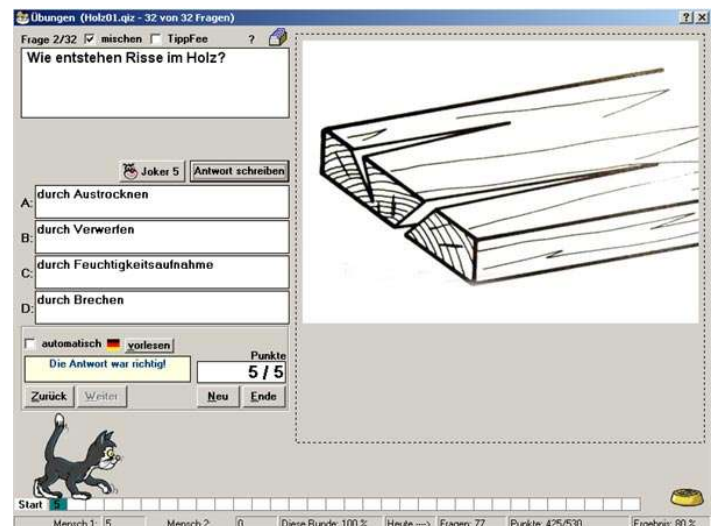 Übungen (Holz01.qiz - 32 von 32 Fragen)
Frage 2/32 mischen TippFee ?
Wie entstehen Risse im Holz?
Joker 5 Antwort schreiben
A: durch Austrocknen
B: durch Verwerfen
C: durch Feuchtigkeitsaufnahme
D: durch Brechen
automatisch vorlesen
Punkte
Die Antwort war richtig!
5 / 5
Zurück Weiter Neu Ende
Start 5
Mensch 1: 5 Mensch 2: 0 Diese Runde: 100 % Heute ----> Fragen: 77 Punkte: 425/530 Ergebnis: 80 %